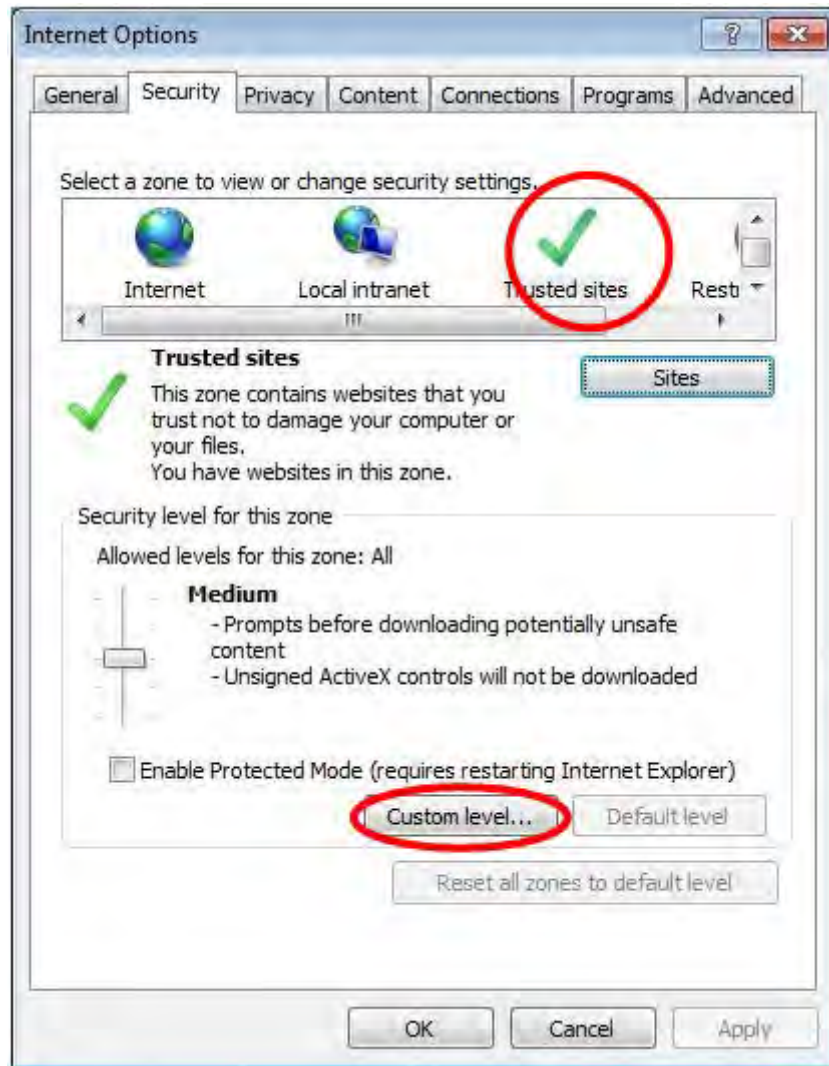 Internet Options
General Security Privacy Content Connections Programs Advanced
Select a zone to view or change security settings.
Internet Local intranet Trusted sites Restr
Trusted sites
Sites
This zone contains websites that you
trust not to damage your computer or
your files.
You have websites in this zone.
Security level for this zone
Allowed levels for this zone: All
Medium
- Prompts before downloading potentially unsafe
content
- Unsigned ActiveX controls will not be downloaded
Enable Protected Mode (requires restarting Internet Explorer)
Custom level... Default level
Reset all zones to default level
OK Cancel Apply